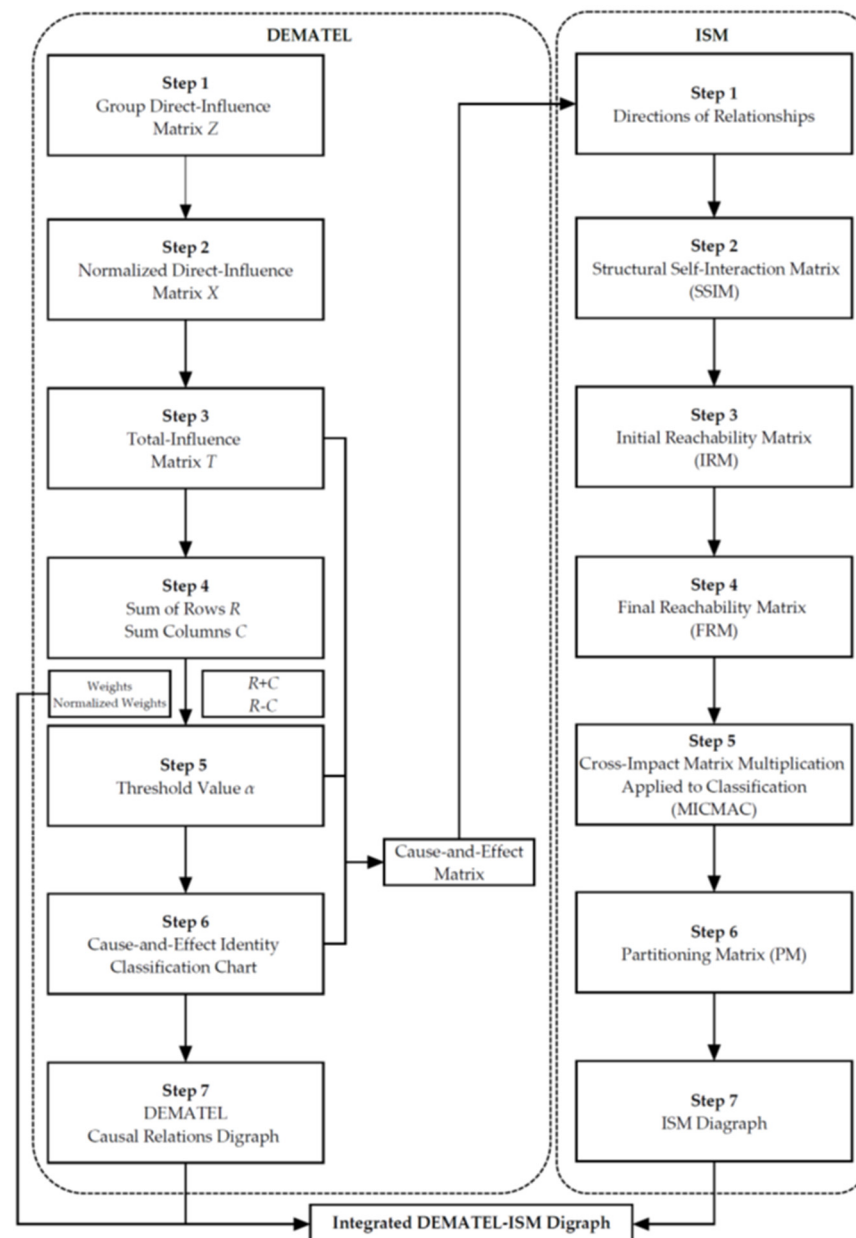 DEMATEL
Step 1
Group Direct-Influence
Matrix Z
Step 2
Normalized Direct-Influence
Matrix X
Step 3
Total-Influence
Matrix T
Step 4
Sum of Rows R
Sum Columns C
Weights
Normalized Weights
R+C
R-C
Step 5
Threshold Value α
Cause-and-Effect
Matrix
Step 6
Cause-and-Effect Identity
Classification Chart
Step 7
DEMATEL
Causal Relations Digraph
ISM
Step 1
Directions of Relationships
Step 2
Structural Self-Interaction Matrix
(SSIM)
Step 3
Initial Reachability Matrix
(IRM)
Step 4
Final Reachability Matrix
(FRM)
Step 5
Cross-Impact Matrix Multiplication
Applied to Classification
(MICMAC)
Step 6
Partitioning Matrix (PM)
Step 7
ISM Diagraph
Integrated DEMATEL-ISM Digraph